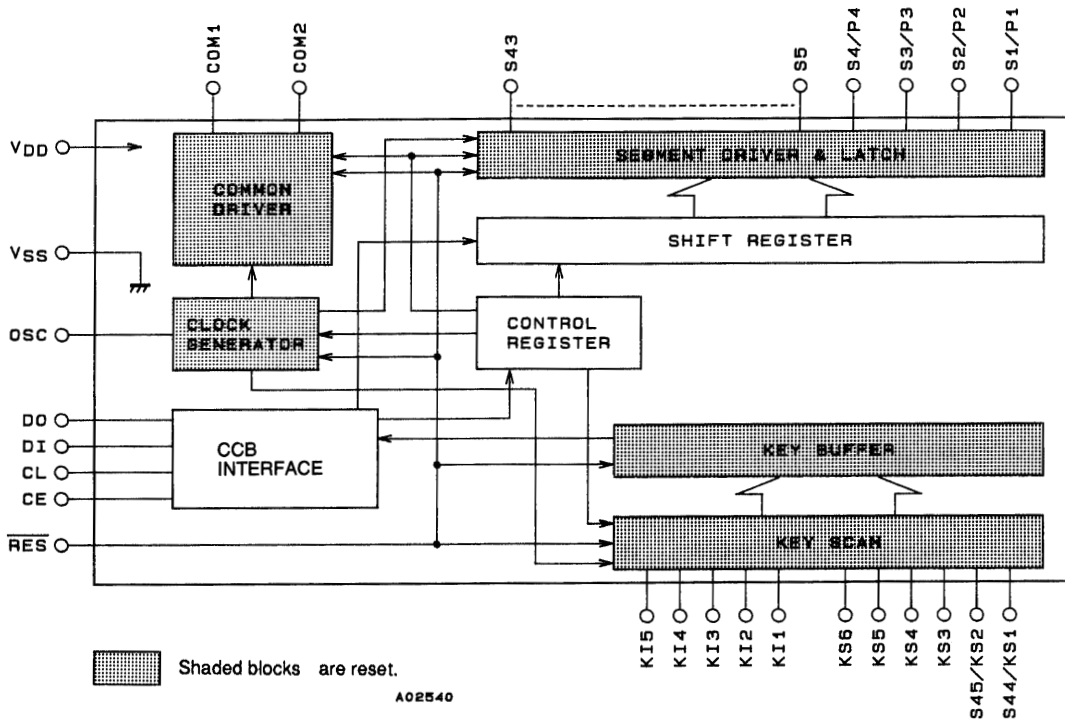 COM1
COM2
S43
S5
S4/P4
S3/P3
S2/P2
S1/P1
VDD
COMMON
DRIVER
SEGMENT DRIVER & LATCH
VSS
SHIFT REGISTER
OSC
CLOCK
GENERATOR
CONTROL
REGISTER
DO
DI
CL
CE
CCB
INTERFACE
KEY BUFFER
RES
KEY SCAN
KI5
KI4
KI3
KI2
KI1
KS6
KS5
KS4
KS3
S45/KS2
S44/KS1
Shaded blocks are reset.
A02540